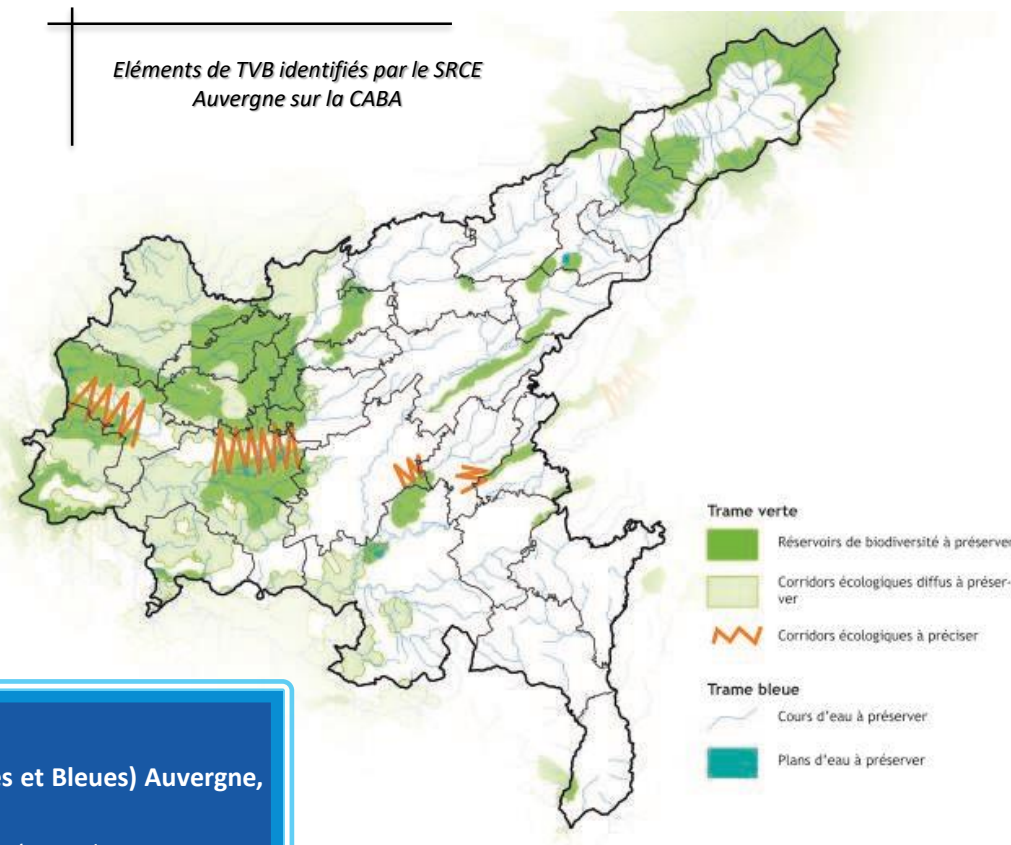 Eléments de TVB identifiés par le SRCE
Auvergne sur la CABA
Trame verte
Réservoirs de biodiversité à préserver
Corridors écologiques diffus à préser-
ver
Corridors écologiques à préciser
Trame bleue
Cours d'eau à préserver
Plans d'eau à préserver
es et Bleues) Auvergne,